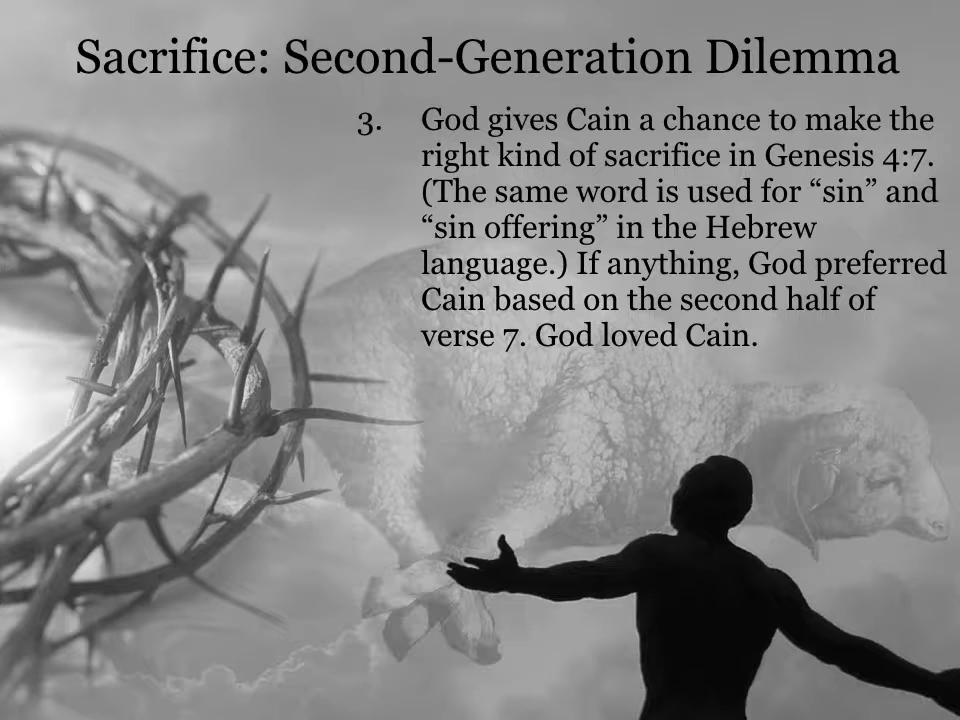 Sacrifice: Second-Generation Dilemma
3. God gives Cain a chance to make the
right kind of sacrifice in Genesis 4:7.
(The same word is used for “sin” and
“sin offering” in the Hebrew
language.) If anything, God preferred
Cain based on the second half of
verse 7. God loved Cain.